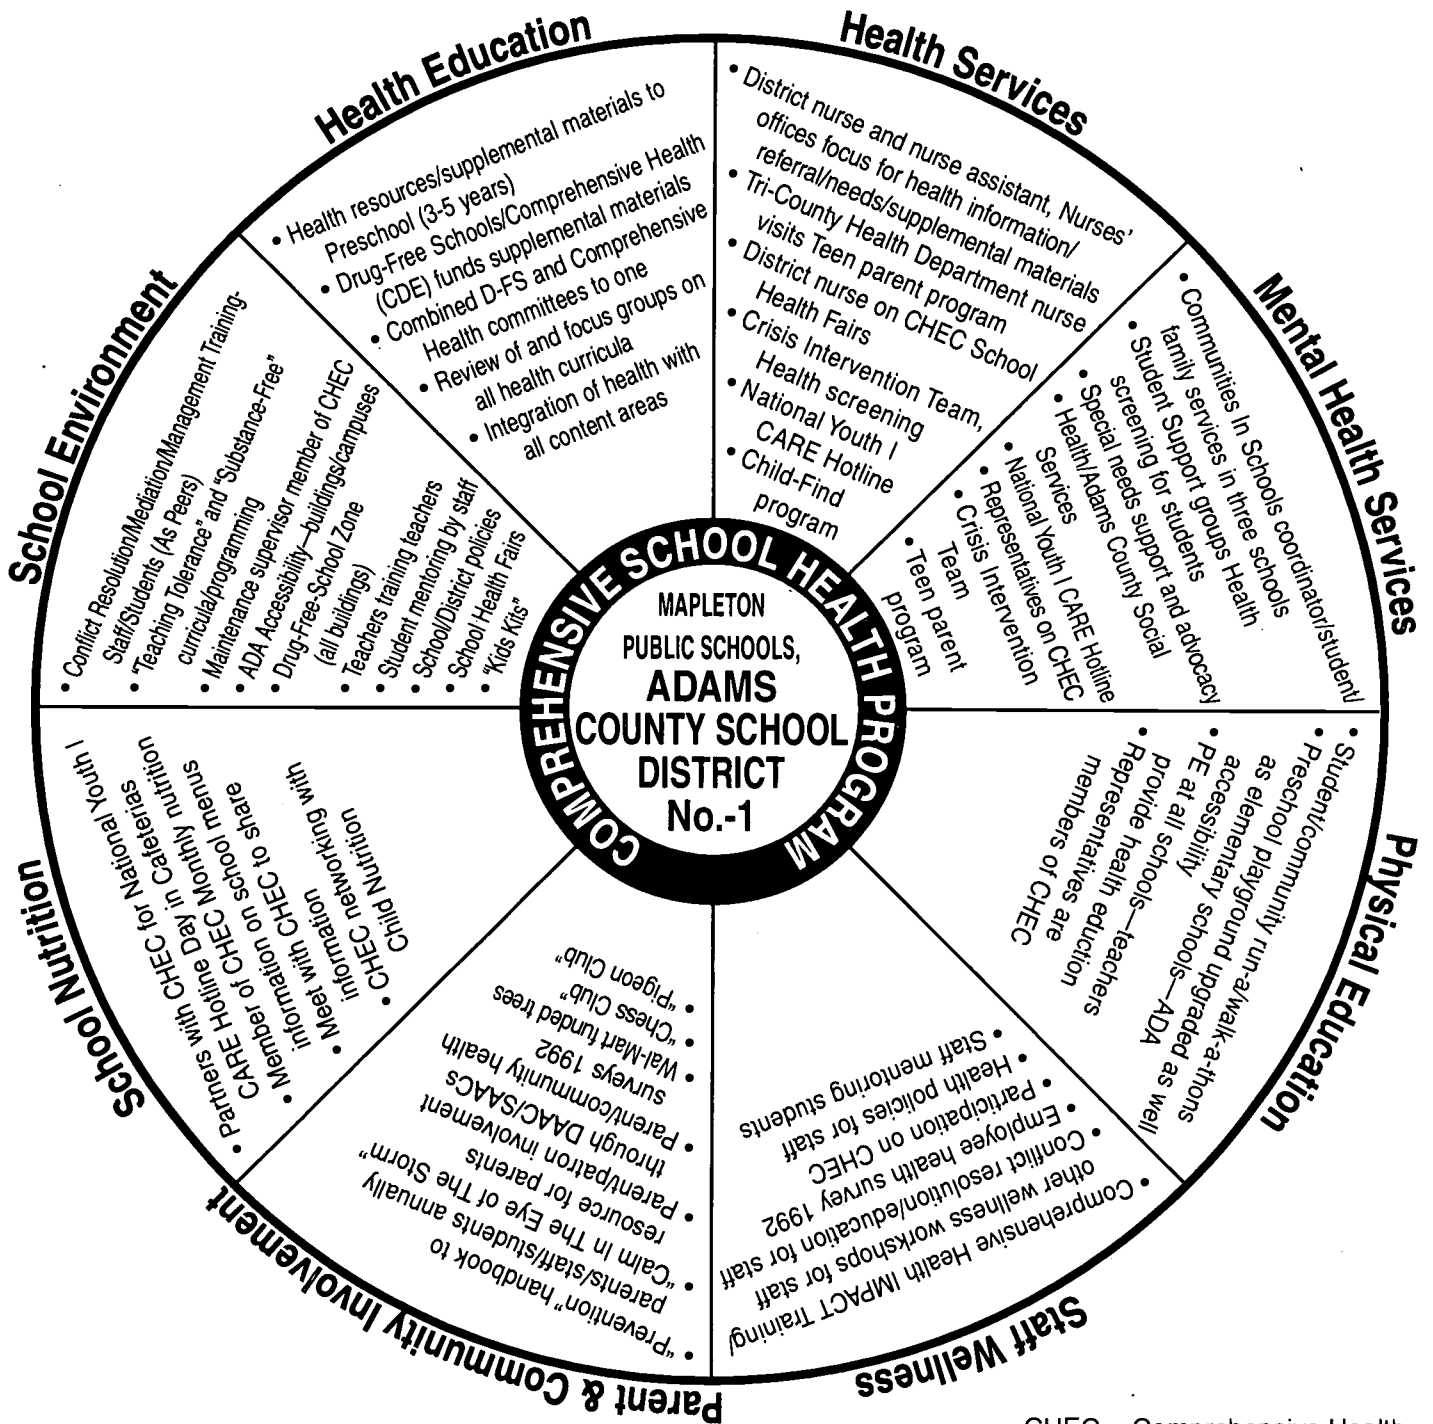 Health Education
• Health resources/supplemental materials to
Preschool (3-5 years)
• Drug-Free Schools/Comprehensive Health
(CDE) funds supplemental materials
• Combined D-FS and Comprehensive
Health committees to one
• Review of and focus groups on
all health curricula
• Integration of health with
all content areas
Health Services
• District nurse and nurse assistant, Nurses'
offices focus for health information/
referral/needs/supplemental materials
• Tri-County Health Department nurse
visits Teen parent program
• District nurse on CHEC School
Health Fairs
• Crisis Intervention Team,
Health screening
• National Youth I
CARE Hotline
• Child-Find
program
Mental Health Services
• Communities In Schools coordinator/student/
family services in three schools
• Student Support groups Health
screening for students
• Special needs support and advocacy
• Health/Adams County Social
Services
• National Youth I CARE Hotline
• Representatives on CHEC
• Crisis Intervention
Team
• Teen parent
program
Physical Education
• Student/community run-a/walk-a-thons
• Preschool playground upgraded as well
as elementary schools—ADA
accessibility
• PE at all schools—teachers
provide health education
• Representatives are
members of CHEC
Staff Wellness
• Comprehensive Health IMPACT Training/
other wellness workshops for staff
• Conflict resolution/education for staff
• Employee health survey 1992
• Participation on CHEC
• Health policies for staff
• Staff mentoring students
Parent & Community Involvement
• "Prevention" handbook to
parents/staff/students annually
• "Calm In The Eye of The Storm"
resource for parents
• Parent/patron involvement
through DAAC/SAACs
• Parent/community health
surveys 1992
• Wal-Mart funded trees
• "Chess Club"
• "Pigeon Club"
School Nutrition
• Partners with CHEC for National Youth I
CARE Hotline Day in Cafeterias
• Member of CHEC Monthly nutrition
information on school menus
• Meet with CHEC to share
information
• CHEC networking with
Child Nutrition
School Environment
• Conflict Resolution/Mediation/Management Training-
Staff/Students (As Peers)
• "Teaching Tolerance" and "Substance-Free"
curricula/programming
• Maintenance supervisor member of CHEC
• ADA Accessibility—buildings/campuses
• Drug-Free-School Zone
(all buildings)
• Teachers training teachers
• Student mentoring by staff
• School/District policies
• School Health Fairs
• "Kids Kits"
COMPREHENSIVE SCHOOL HEALTH PROGRAM
MAPLETON
PUBLIC SCHOOLS,
ADAMS
COUNTY SCHOOL
DISTRICT
No.-1